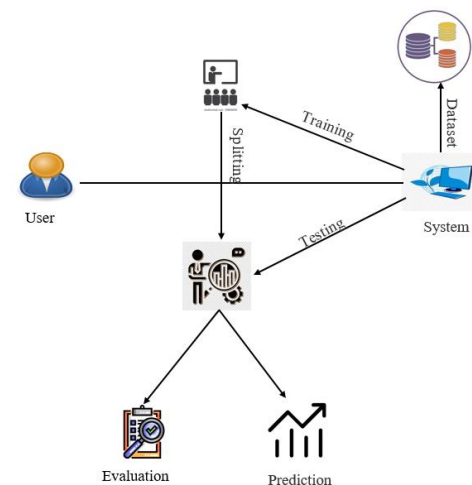 Training
Dataset
Splitting
User
System
Testing
Evaluation
Prediction